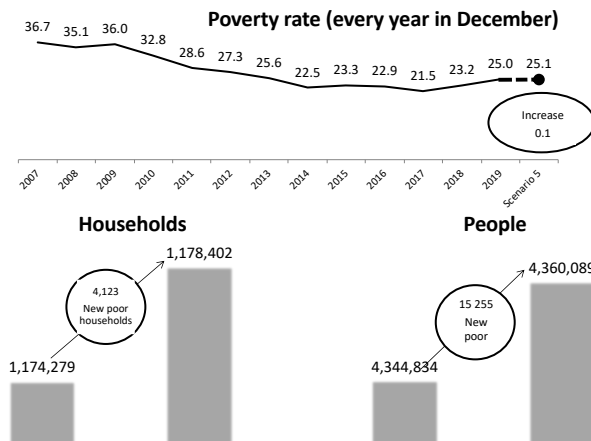 Poverty rate (every year in December)
36.7 35.1 36.0 32.8 28.6 27.3 25.6 22.5 23.3 22.9 21.5 23.2 25.0 25.1
Increase
0.1
2007 2008 2009 2010 2011 2012 2013 2014 2015 2016 2017 2018 2019 Scenario 5
Households
1,178,402
4,123
New poor
households
1,174,279
People
4,360,089
15 255
New
poor
4,344,834